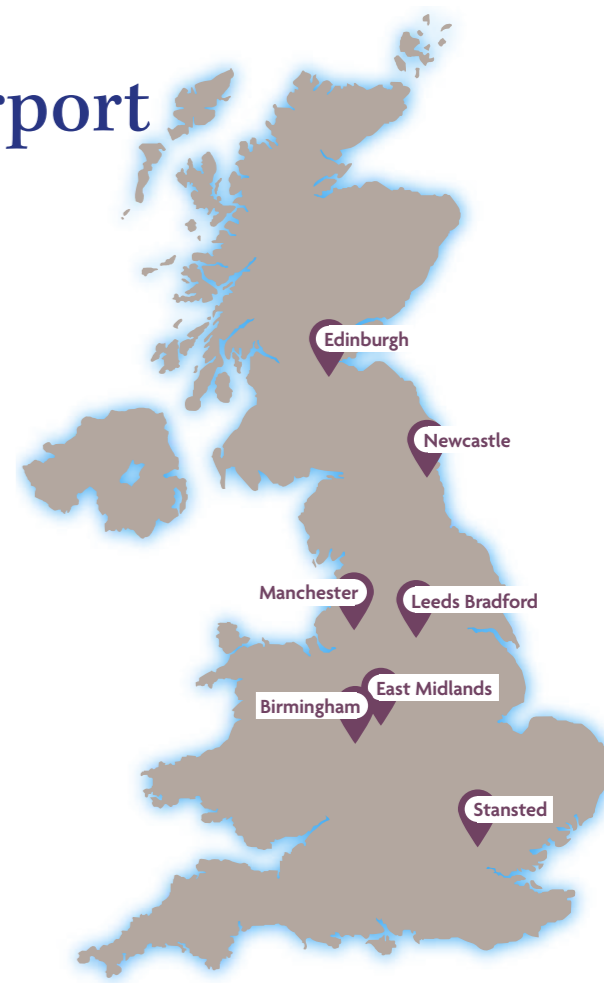 rport
Edinburgh
Newcastle
Manchester
Leeds Bradford
East Midlands
Birmingham
Stansted